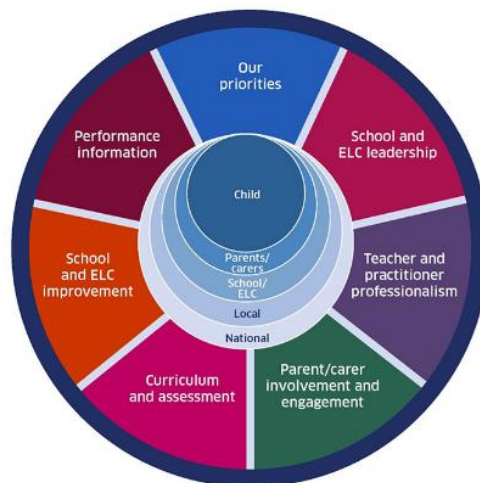 Our
priorities
School and
ELC leadership
Teacher and
practitioner
professionalism
Parent/carer
involvement and
engagement
Curriculum
and assessment
School
and ELC
improvement
Performance
information
Child
Parents/
carers
School/
ELC
Local
National